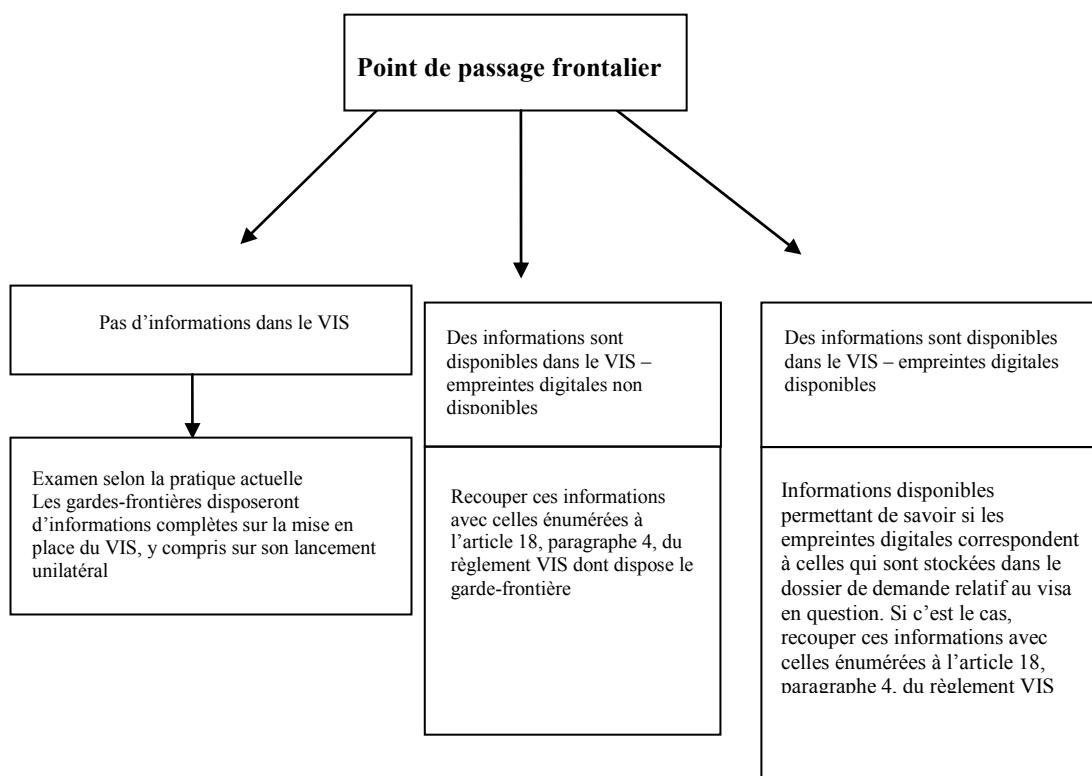 Point de passage frontalier
Pas d’informations dans le VIS
Examen selon la pratique actuelle
Les gardes-frontières disposeront
d’informations complètes sur la mise en
place du VIS, y compris sur son lancement
unilatéral
Des informations sont
disponibles dans le VIS –
empreintes digitales non
disponibles
Recouper ces informations
avec celles énumérées à
l’article 18, paragraphe 4, du
règlement VIS dont dispose le
garde-frontière
Des informations sont disponibles
dans le VIS – empreintes digitales
disponibles
Informations disponibles
permettant de savoir si les
empreintes digitales correspondent
à celles qui sont stockées dans le
dossier de demande relatif au visa
en question. Si c’est le cas,
recouper ces informations avec
celles énumérées à l’article 18,
paragraphe 4, du règlement VIS